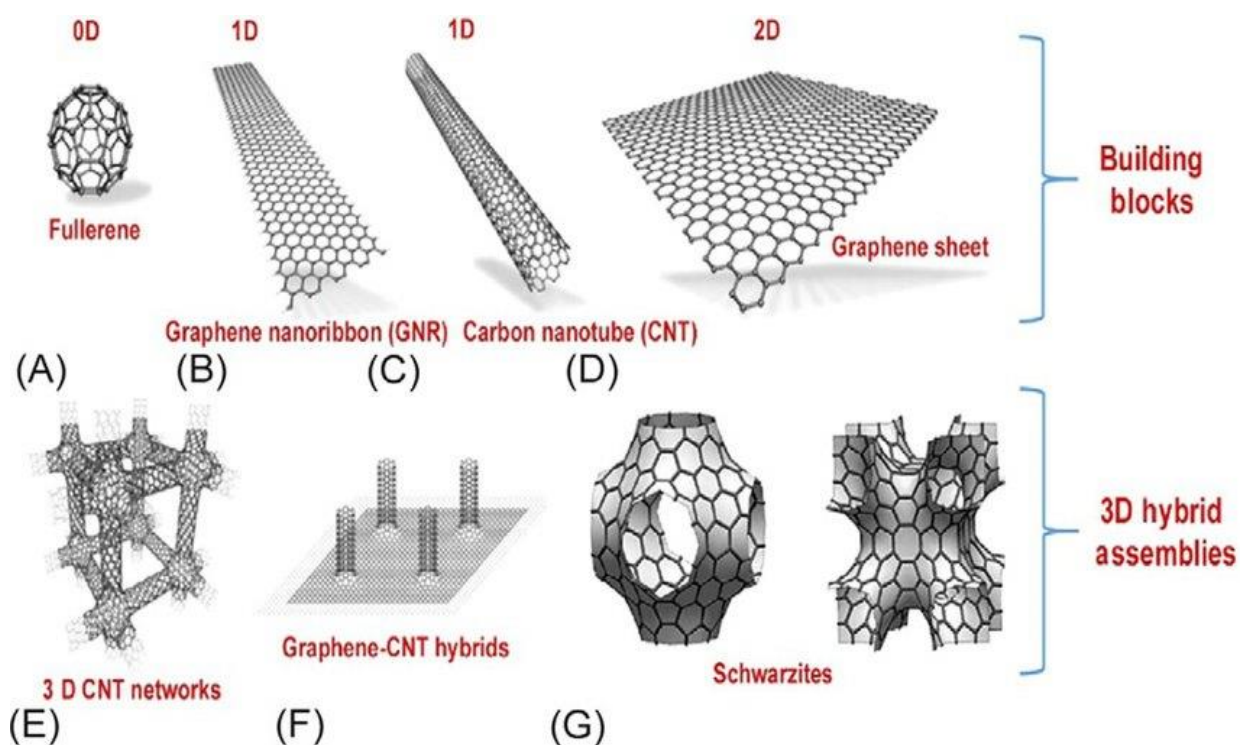 0D
1D
1D
2D
Fullerene
Graphene nanoribbon (GNR)
Carbon nanotube (CNT)
Graphene sheet
Building
blocks
(A)
(B)
(C)
(D)
3 D CNT networks
Graphene-CNT hybrids
Schwarzites
3D hybrid
assemblies
(E)
(F)
(G)